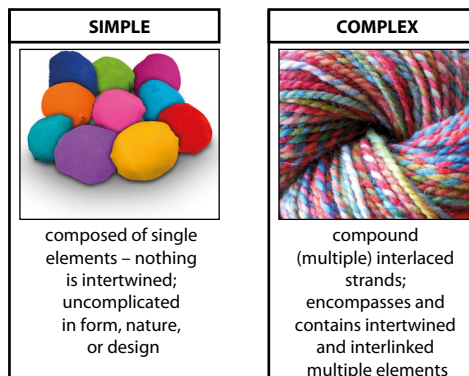 SIMPLE
composed of single
elements – nothing
is intertwined;
uncomplicated
in form, nature,
or design
COMPLEX
compound
(multiple) interlaced
strands;
encompasses and
contains intertwined
and interlinked
multiple elements